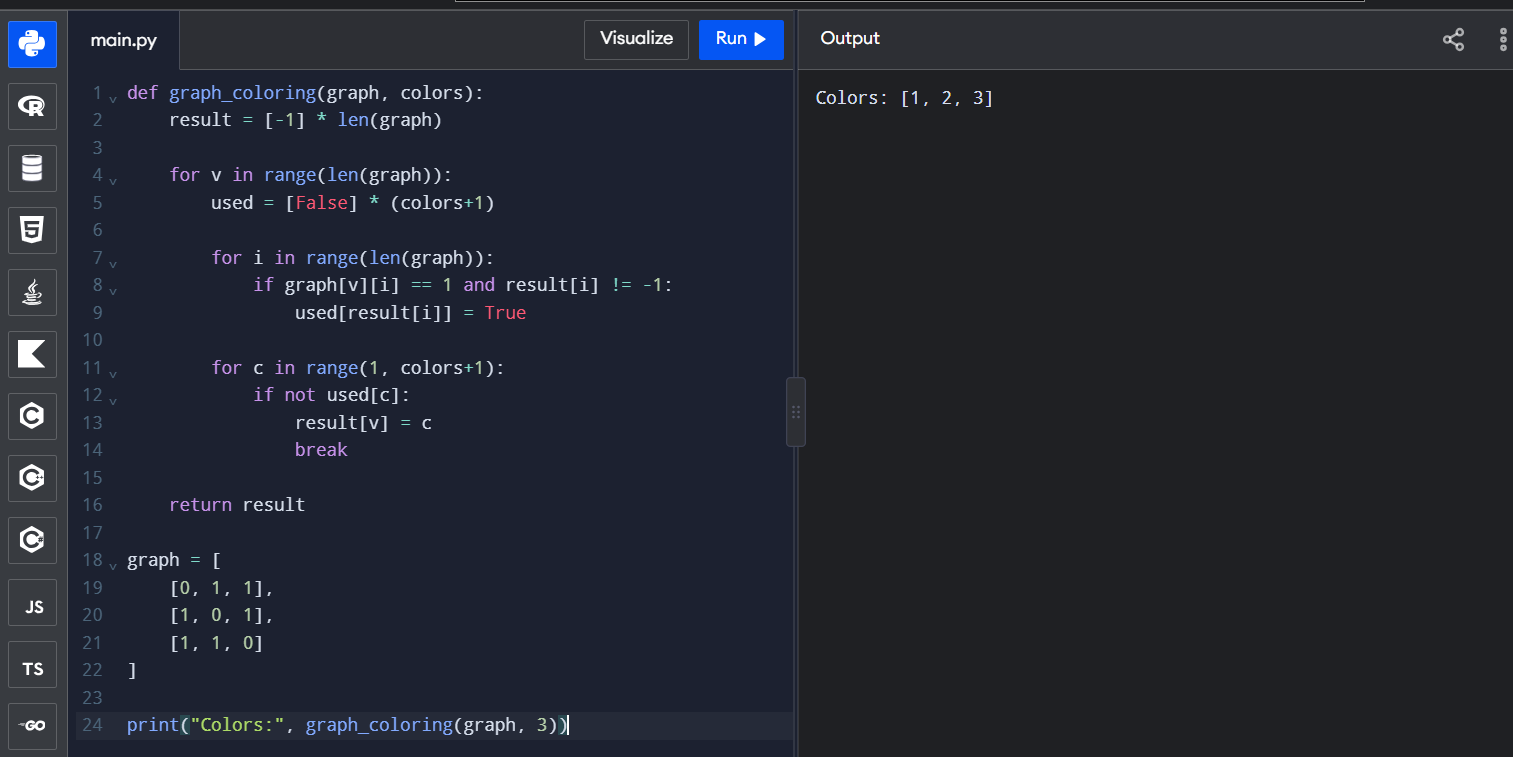 main.py
Visualize
Run
Output
1 def graph_coloring(graph, colors):
2     result = [-1] * len(graph)
3
4     for v in range(len(graph)):
5         used = [False] * (colors+1)
6
7         for i in range(len(graph)):
8             if graph[v][i] == 1 and result[i] != -1:
9                 used[result[i]] = True
10
11         for c in range(1, colors+1):
12             if not used[c]:
13                 result[v] = c
14                 break
15
16     return result
17
18 graph = [
19     [0, 1, 1],
20     [1, 0, 1],
21     [1, 1, 0]
22 ]
23
24 print("Colors:", graph_coloring(graph, 3))
Colors: [1, 2, 3]
R
5
C
C++
C#
JS
TS
GO